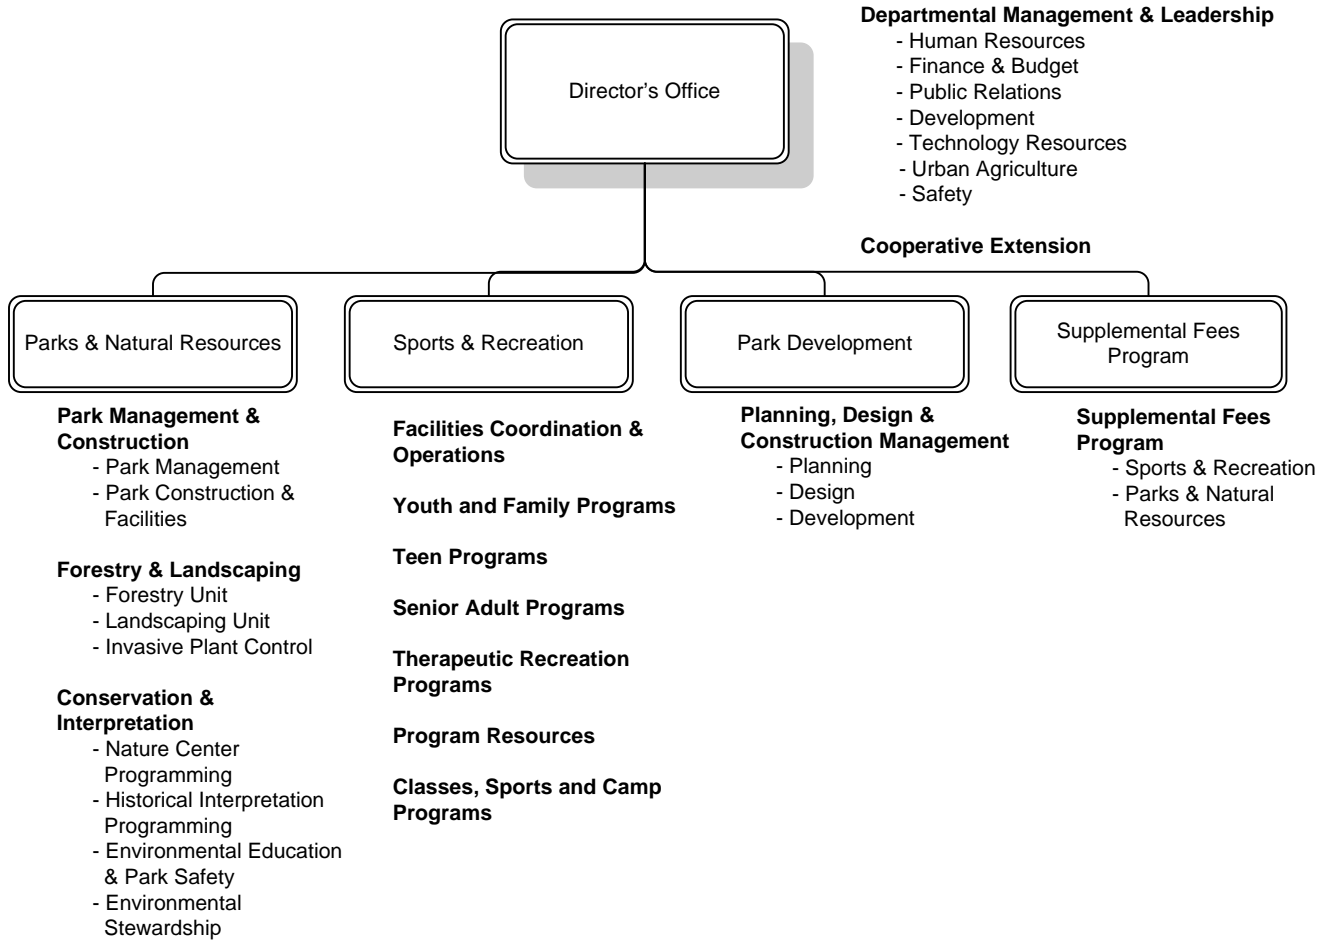 Director's Office
Departmental Management & Leadership
- Human Resources
- Finance & Budget
- Public Relations
- Development
- Technology Resources
- Urban Agriculture
- Safety
Cooperative Extension
Parks & Natural Resources
Park Management &
Construction
- Park Management
- Park Construction &
Facilities
Forestry & Landscaping
- Forestry Unit
- Landscaping Unit
- Invasive Plant Control
Conservation &
Interpretation
- Nature Center
Programming
- Historical Interpretation
Programming
- Environmental Education
& Park Safety
- Environmental
Stewardship
Sports & Recreation
Facilities Coordination &
Operations
Youth and Family Programs
Teen Programs
Senior Adult Programs
Therapeutic Recreation
Programs
Program Resources
Classes, Sports and Camp
Programs
Park Development
Planning, Design &
Construction Management
- Planning
- Design
- Development
Supplemental Fees
Program
Supplemental Fees
Program
- Sports & Recreation
- Parks & Natural
Resources